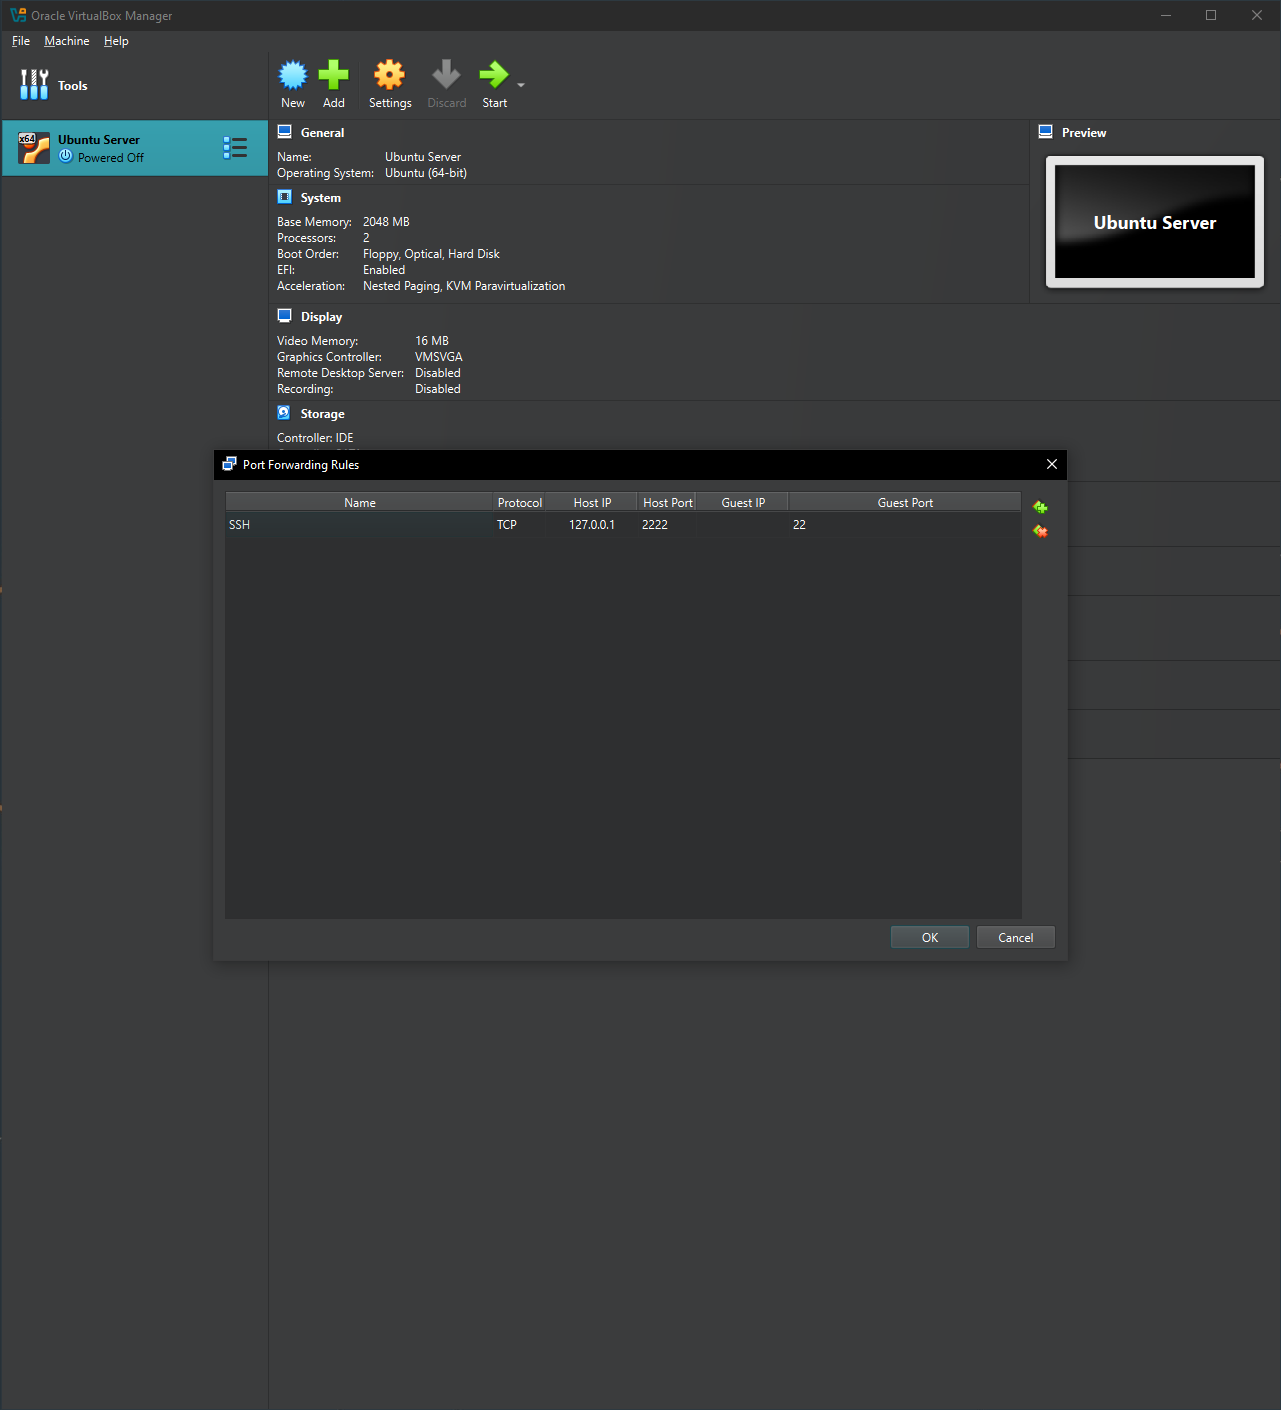 Oracle VirtualBox Manager
File Machine Help
Tools
New Add Settings Discard Start
x64
Ubuntu Server
Powered Off
General
Name: Ubuntu Server
Operating System: Ubuntu (64-bit)
Preview
Ubuntu Server
System
Base Memory: 2048 MB
Processors: 2
Boot Order: Floppy, Optical, Hard Disk
EFI: Enabled
Acceleration: Nested Paging, KVM Paravirtualization
Display
Video Memory: 16 MB
Graphics Controller: VMSVGA
Remote Desktop Server: Disabled
Recording: Disabled
Storage
Controller: IDE
Port Forwarding Rules
Name Protocol Host IP Host Port Guest IP Guest Port
SSH TCP 127.0.0.1 2222 22
OK Cancel